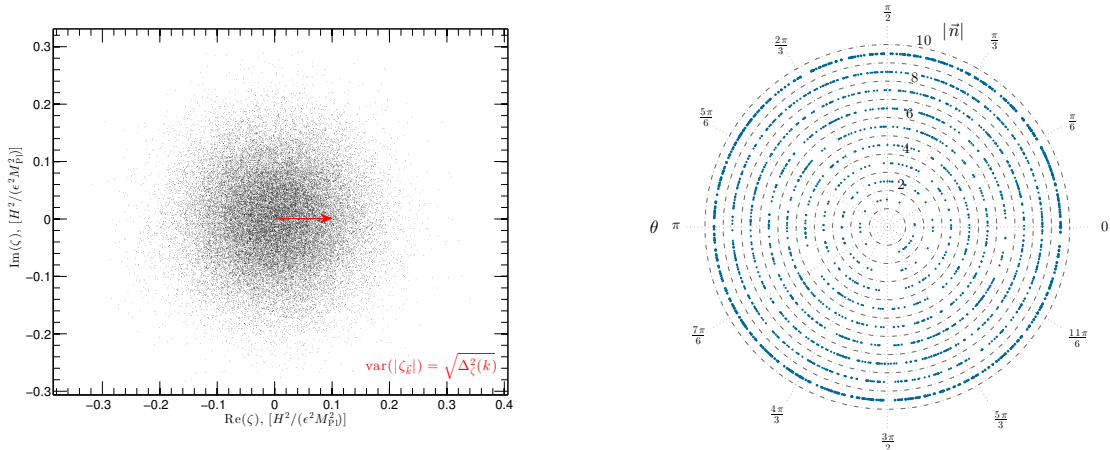 0.3
0.2
0.1
0
−0.1
−0.2
−0.3
Im(ζ), [H²/(ϵ²M²_Pl)]
var(|ζ_k⃗|) = √Δ²_ζ(k)
−0.3 −0.2 −0.1 0 0.1 0.2 0.3 0.4
Re(ζ), [H²/(ϵ²M²_Pl)]
π/2
|n⃗|
2π/3 10 π/3
8
5π/6 6 π/6
4
2
θ π 0
7π/6 11π/6
4π/3 5π/3
3π/2